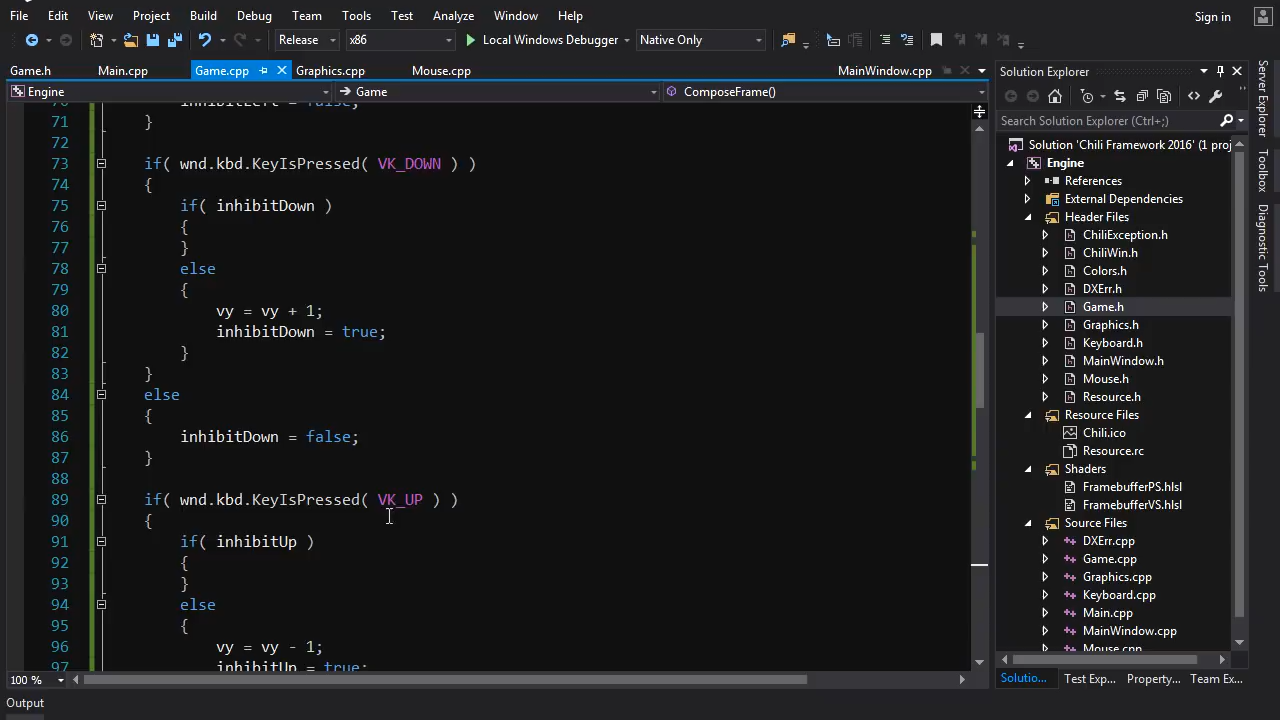 File Edit View Project Build Debug Team Tools Test Analyze Window Help Sign in
Release x86 Local Windows Debugger Native Only
Game.h Main.cpp Game.cpp Graphics.cpp Mouse.cpp MainWindow.cpp
Engine Game ComposeFrame()
71 }
72
73 if( wnd.kbd.KeyIsPressed( VK_DOWN ) )
74 {
75 if( inhibitDown )
76 {
77 }
78 else
79 {
80 vy = vy + 1;
81 inhibitDown = true;
82 }
83 }
84 else
85 {
86 inhibitDown = false;
87 }
88
89 if( wnd.kbd.KeyIsPressed( VK_UP ) )
90 {
91 if( inhibitUp )
92 {
93 }
94 else
95 {
96 vy = vy - 1;
97 inhibitUp = true;
100 %
Output
Solution Explorer
Search Solution Explorer (Ctrl+;)
Solution 'Chili Framework 2016' (1 proj
Engine
References
External Dependencies
Header Files
ChiliException.h
ChiliWin.h
Colors.h
DXErr.h
Game.h
Graphics.h
Keyboard.h
MainWindow.h
Mouse.h
Resource.h
Resource Files
Chili.ico
Resource.rc
Shaders
FramebufferPS.hlsl
FramebufferVS.hlsl
Source Files
DXErr.cpp
Game.cpp
Graphics.cpp
Keyboard.cpp
Main.cpp
MainWindow.cpp
Mouse.cpp
Solutio... Test Exp... Property... Team Ex...
Server Explorer
Toolbox
Diagnostic Tools